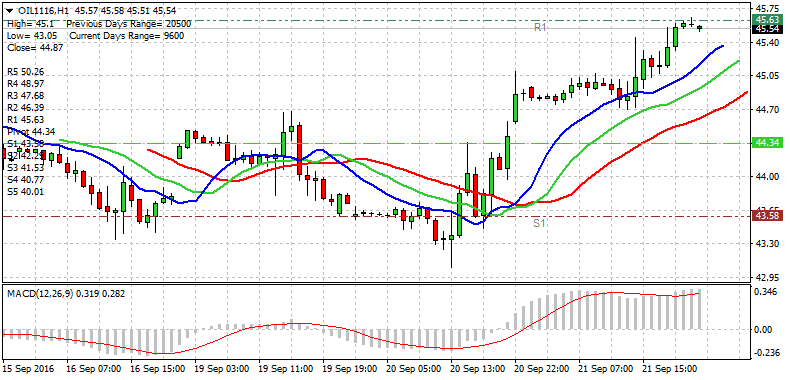 OIL1116,H1 45.57 45.58 45.51 45.54
High= 45.1 Previous Days Range= 20500
Low= 43.05 Current Days Range= 9600
Close= 44.87
R5 50.26
R4 48.97
R3 47.68
R2 46.39
R1 45.63
Pivot 44.34
S1 43.58
S2 42.29
S3 41.53
S4 40.77
S5 40.01
R1
S1
45.75
45.63
45.54
45.40
45.05
44.70
44.34
44.00
43.58
43.30
42.95
MACD(12,26,9) 0.319 0.282
0.346
0.00
-0.236
15 Sep 2016
16 Sep 07:00
16 Sep 15:00
19 Sep 03:00
19 Sep 11:00
19 Sep 19:00
20 Sep 05:00
20 Sep 13:00
20 Sep 22:00
21 Sep 07:00
21 Sep 15:00